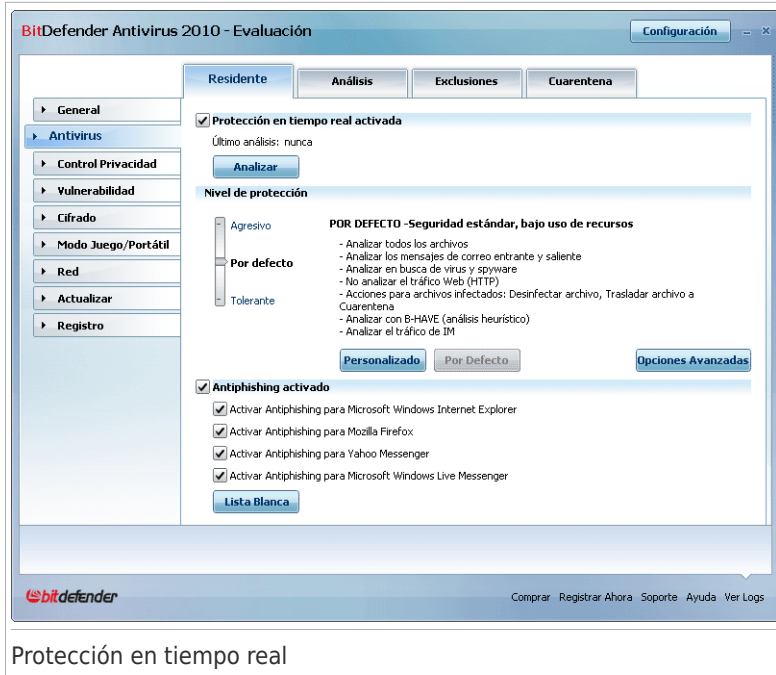 BitDefender Antivirus 2010 - Evaluación
Configuración
Residente
Análisis
Exclusiones
Cuarentena
General
Antivirus
Control Privacidad
Vulnerabilidad
Cifrado
Modo Juego/Portátil
Red
Actualizar
Registro
Protección en tiempo real activada
Último análisis: nunca
Analizar
Nivel de protección
Agresivo
Por defecto
Tolerante
POR DEFECTO -Seguridad estándar, bajo uso de recursos
- Analizar todos los archivos
- Analizar los mensajes de correo entrante y saliente
- Analizar en busca de virus y spyware
- No analizar el tráfico Web (HTTP)
- Acciones para archivos infectados: Desinfectar archivo, Trasladar archivo a
Cuarentena
- Analizar con B-HAVE (análisis heurístico)
- Analizar el tráfico de IM
Personalizado
Por Defecto
Opciones Avanzadas
Antiphishing activado
Activar Antiphishing para Microsoft Windows Internet Explorer
Activar Antiphishing para Mozilla Firefox
Activar Antiphishing para Yahoo Messenger
Activar Antiphishing para Microsoft Windows Live Messenger
Lista Blanca
bitdefender
Comprar Registrar Ahora Soporte Ayuda Ver Logs
Protección en tiempo real